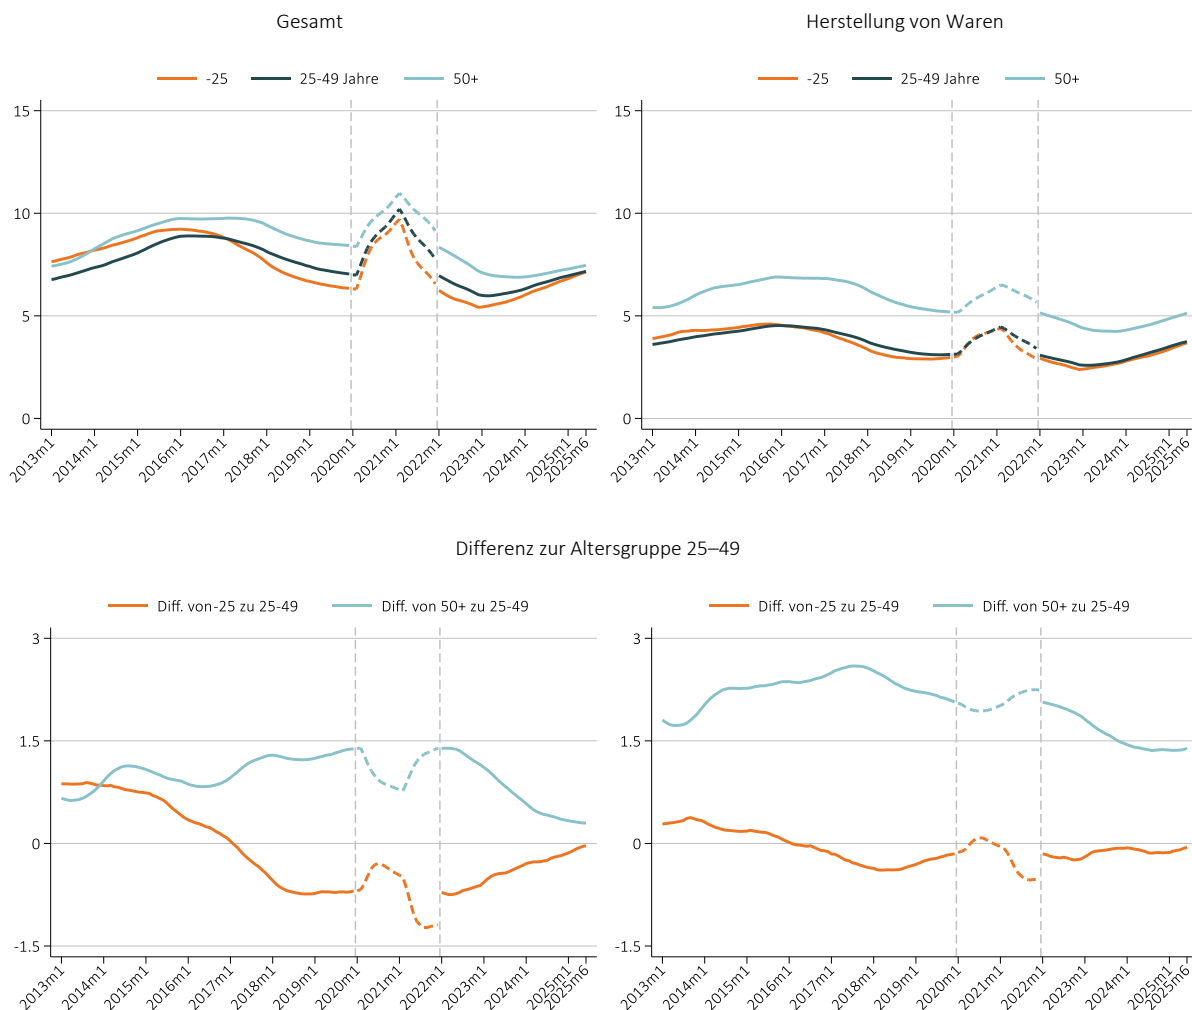 Gesamt
-25 25-49 Jahre 50+
15
10
5
0
2013m1 2014m1 2015m1 2016m1 2017m1 2018m1 2019m1 2020m1 2021m1 2022m1 2023m1 2024m1 2025m1 2025m6
Herstellung von Waren
-25 25-49 Jahre 50+
15
10
5
0
2013m1 2014m1 2015m1 2016m1 2017m1 2018m1 2019m1 2020m1 2021m1 2022m1 2023m1 2024m1 2025m1 2025m6
Differenz zur Altersgruppe 25–49
Diff. von-25 zu 25-49 Diff. von 50+ zu 25-49
3
1.5
0
-1.5
2013m1 2014m1 2015m1 2016m1 2017m1 2018m1 2019m1 2020m1 2021m1 2022m1 2023m1 2024m1 2025m1 2025m6
Diff. von-25 zu 25-49 Diff. von 50+ zu 25-49
3
1.5
0
-1.5
2013m1 2014m1 2015m1 2016m1 2017m1 2018m1 2019m1 2020m1 2021m1 2022m1 2023m1 2024m1 2025m1 2025m6